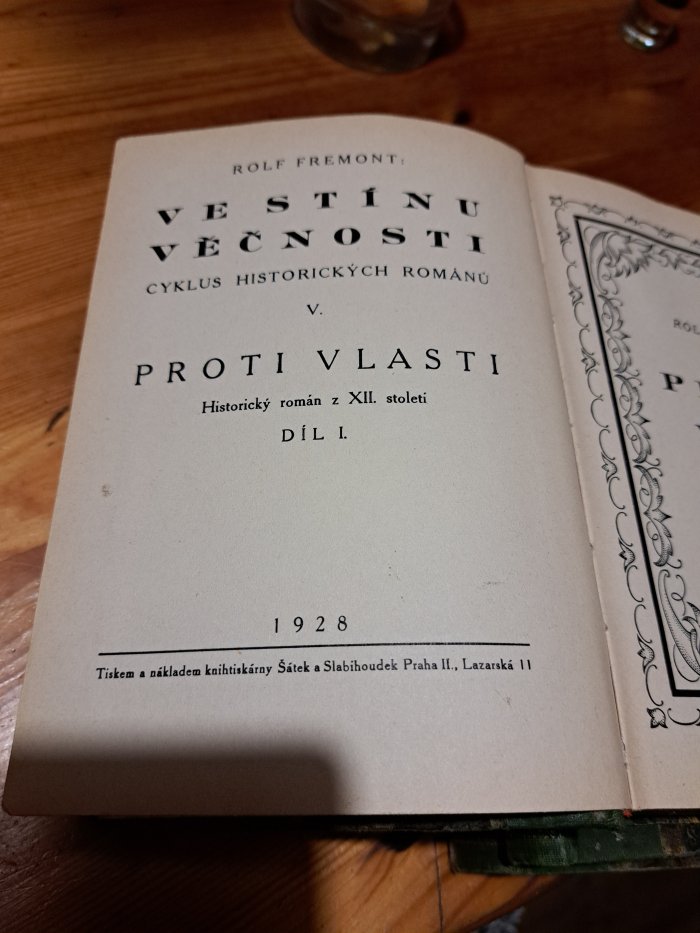 ROLF FREMONT:
VE STÍNU
VĚČNOSTI
CYKLUS HISTORICKÝCH ROMÁNŮ
V.
PROTI VLASTI
Historický román z XII. století
DÍL I.
1928
Tiskem a nákladem knihtiskárny Šátek a Slabihoudek Praha II., Lazarská 11